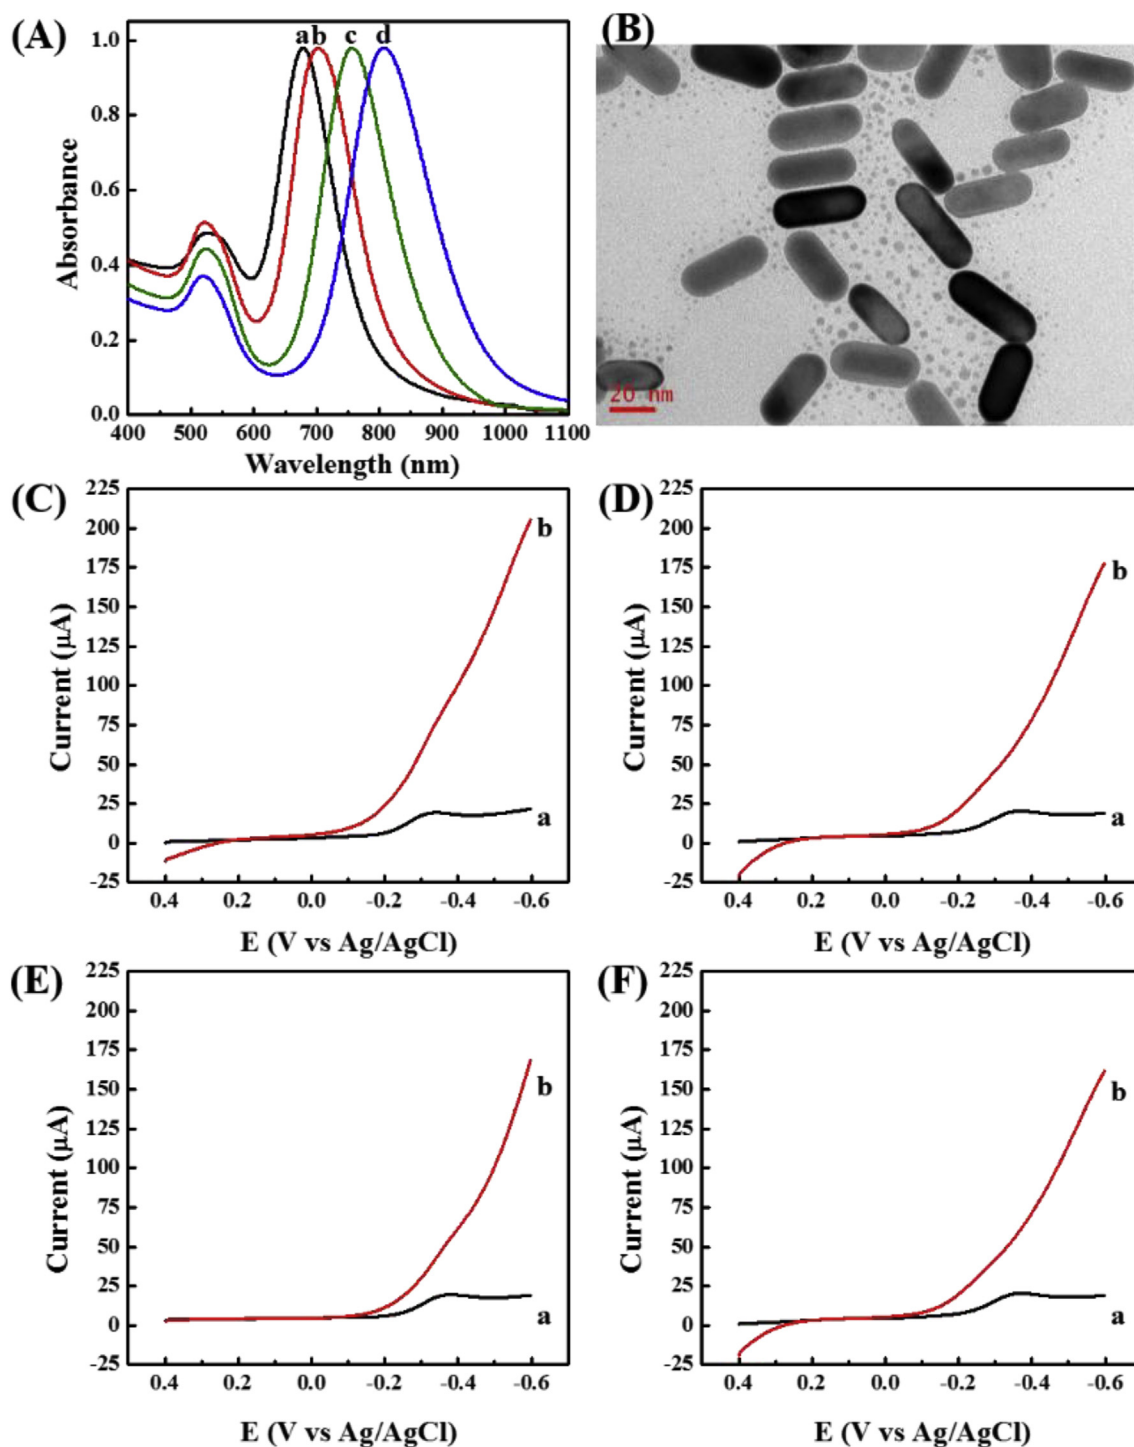 (A)
a b c d
1.0
0.8
0.6
0.4
0.2
0.0
Absorbance
400 500 600 700 800 900 1000 1100
Wavelength (nm)
(B)
20 nm
(C)
225
200
175
150
125
100
75
50
25
0
-25
Current (μA)
b
a
0.4 0.2 0.0 -0.2 -0.4 -0.6
E (V vs Ag/AgCl)
(D)
225
200
175
150
125
100
75
50
25
0
-25
Current (μA)
b
a
0.4 0.2 0.0 -0.2 -0.4 -0.6
E (V vs Ag/AgCl)
(E)
225
200
175
150
125
100
75
50
25
0
-25
Current (μA)
b
a
0.4 0.2 0.0 -0.2 -0.4 -0.6
E (V vs Ag/AgCl)
(F)
225
200
175
150
125
100
75
50
25
0
-25
Current (μA)
b
a
0.4 0.2 0.0 -0.2 -0.4 -0.6
E (V vs Ag/AgCl)